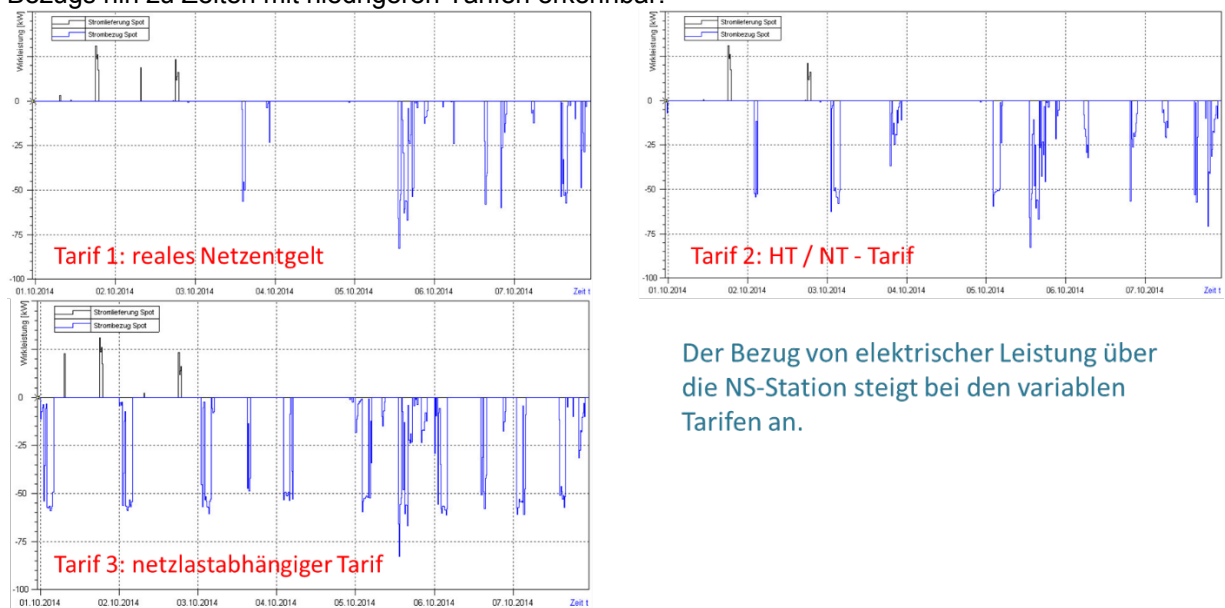 Bezugs hin zu Zeiten mit niedrigeren Tarifen erkennbar.
Wirkleistung [kW]
Stromlieferung Spot
Strombezug Spot
0
-25
-50
-75
-100
Tarif 1: reales Netzentgelt
01.10.2014 02.10.2014 03.10.2014 04.10.2014 05.10.2014 06.10.2014 07.10.2014 Zeit t
Wirkleistung [kW]
Stromlieferung Spot
Strombezug Spot
0
-25
-50
-75
-100
Tarif 2: HT / NT - Tarif
01.10.2014 02.10.2014 03.10.2014 04.10.2014 05.10.2014 06.10.2014 07.10.2014 Zeit t
Wirkleistung [kW]
Stromlieferung Spot
Strombezug Spot
0
-25
-50
-75
-100
Tarif 3: netzlastabhängiger Tarif
01.10.2014 02.10.2014 03.10.2014 04.10.2014 05.10.2014 06.10.2014 07.10.2014 Zeit t
Der Bezug von elektrischer Leistung über
die NS-Station steigt bei den variablen
Tarifen an.